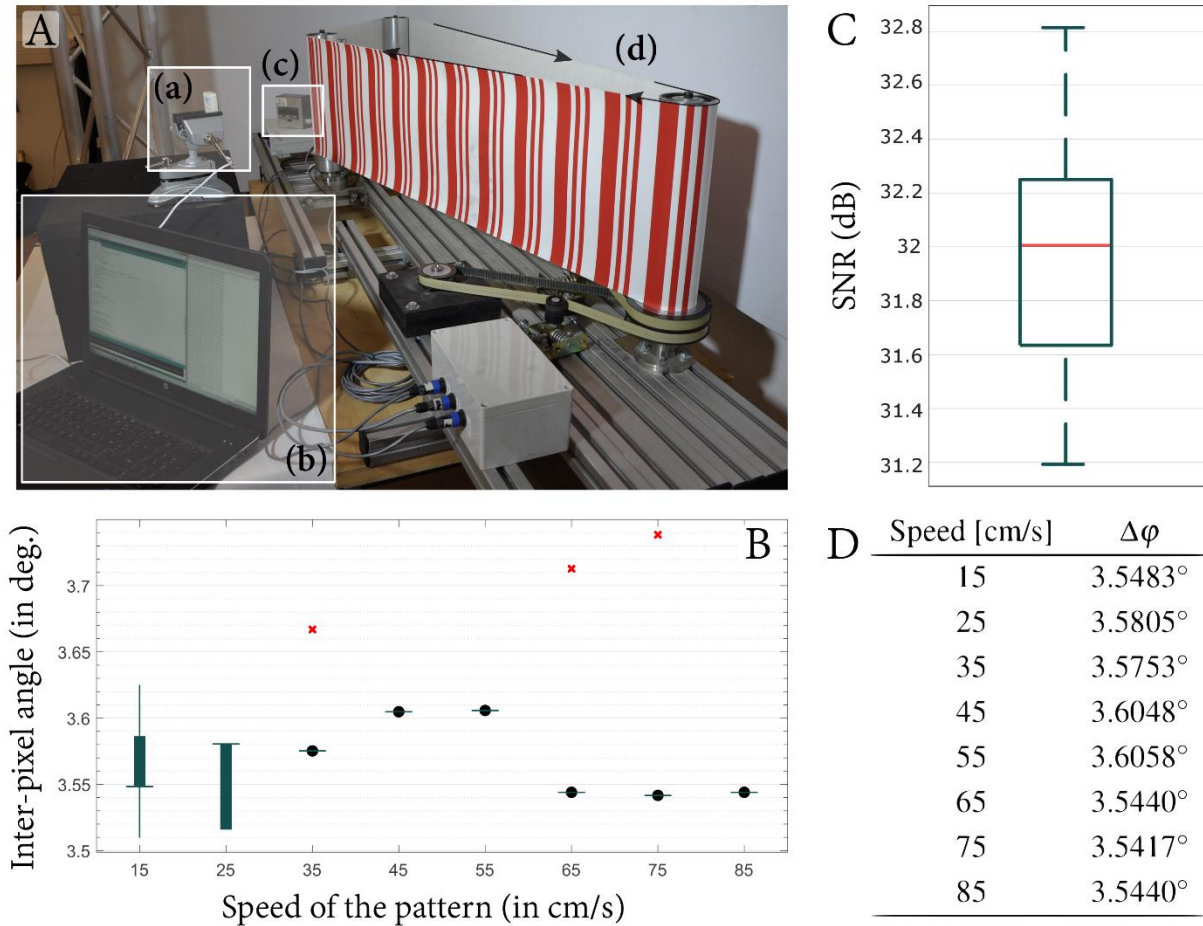 A
(a)
(c)
(d)
(b)
C
SNR (dB)
32.8
32.6
32.4
32.2
32
31.8
31.6
31.4
31.2
B
Inter-pixel angle (in deg.)
3.7
3.65
3.6
3.55
3.5
15 25 35 45 55 65 75 85
Speed of the pattern (in cm/s)
D
Speed [cm/s] Δφ
15 3.5483°
25 3.5805°
35 3.5753°
45 3.6048°
55 3.6058°
65 3.5440°
75 3.5417°
85 3.5440°